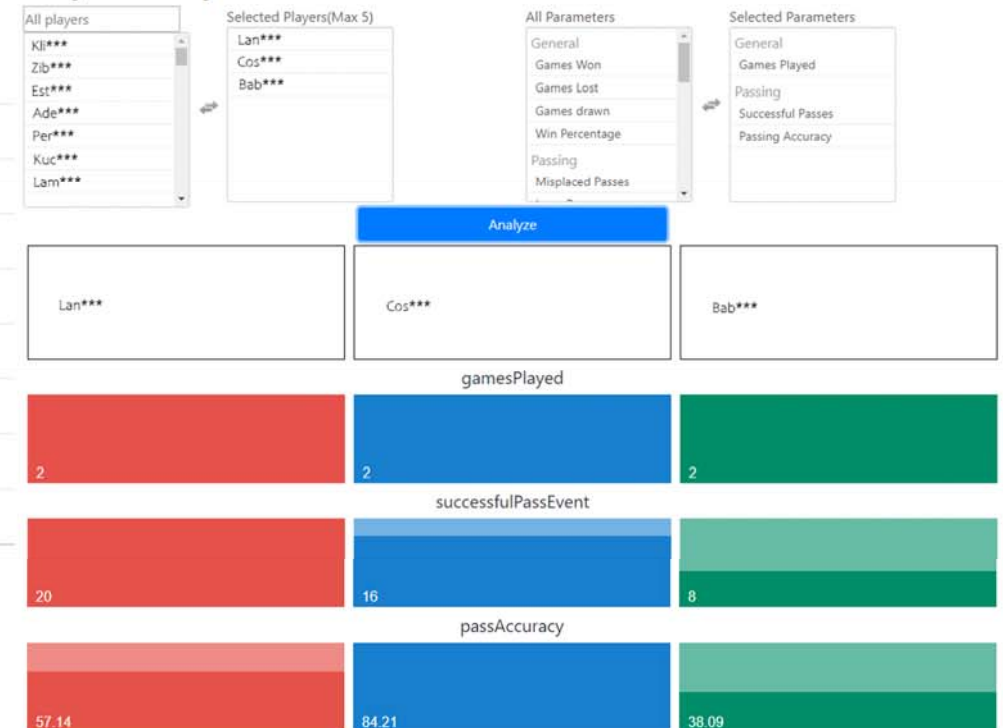 All players
Kli***
Zib***
Est***
Ade***
Per***
Kuc***
Lam***
Selected Players(Max 5)
Lan***
Cos***
Bab***
All Parameters
General
Games Won
Games Lost
Games drawn
Win Percentage
Passing
Misplaced Passes
Selected Parameters
General
Games Played
Passing
Successful Passes
Passing Accuracy
Analyze
Lan***
Cos***
Bab***
gamesPlayed
2
2
2
successfulPassEvent
20
16
8
passAccuracy
57.14
84.21
38.09